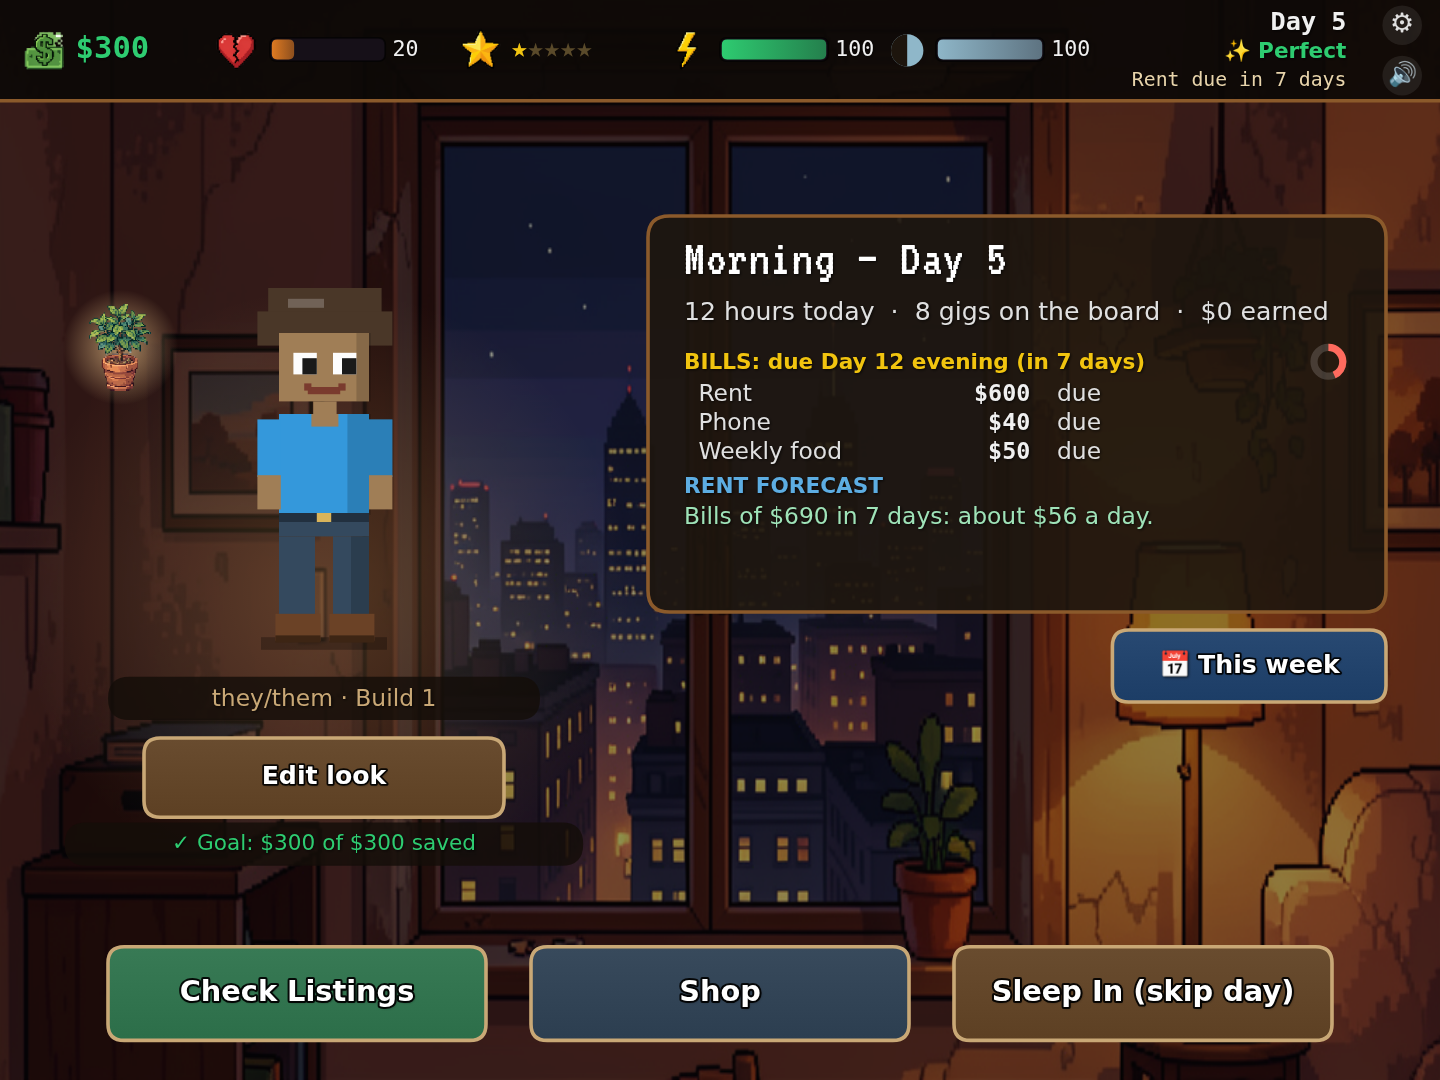 $300
20
100
100
Day 5
Perfect
Rent due in 7 days
Morning - Day 5
12 hours today · 8 gigs on the board · $0 earned
BILLS: due Day 12 evening (in 7 days)
Rent $600 due
Phone $40 due
Weekly food $50 due
RENT FORECAST
Bills of $690 in 7 days: about $56 a day.
July 17 This week
they/them · Build 1
Edit look
✓ Goal: $300 of $300 saved
Check Listings
Shop
Sleep In (skip day)